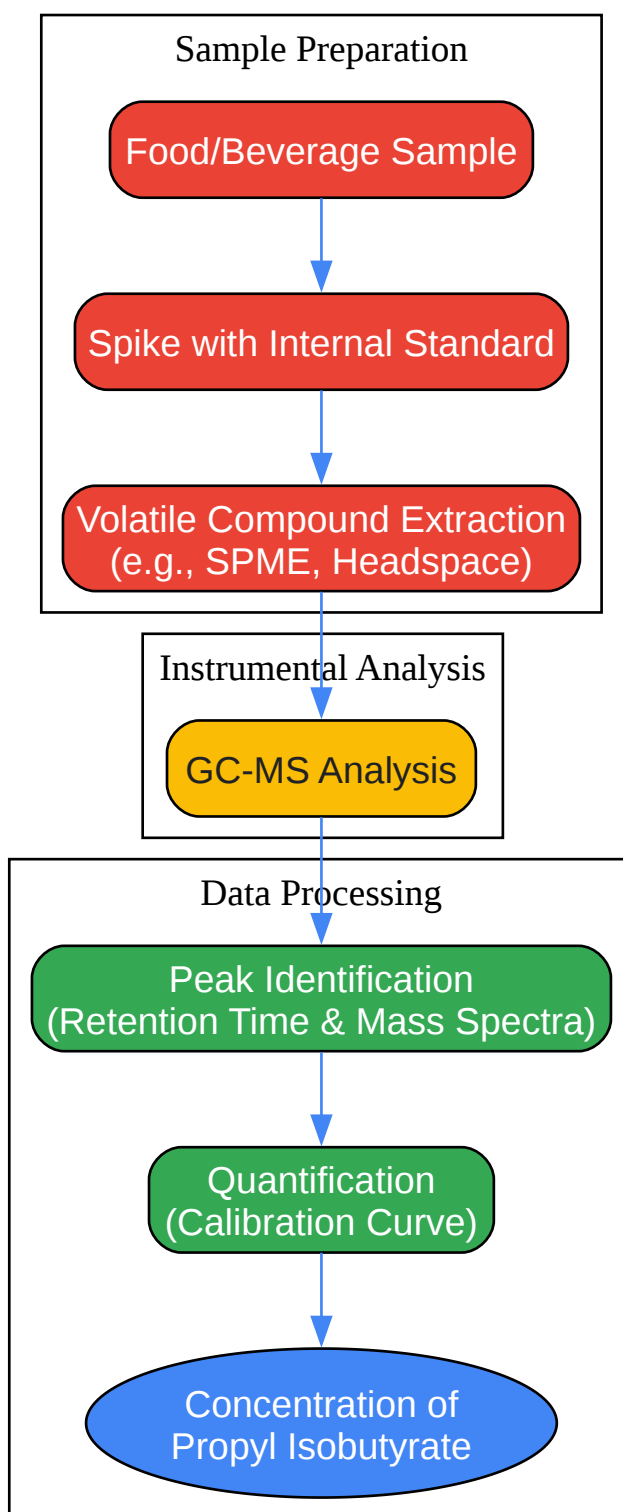 Sample Preparation
Food/Beverage Sample
Spike with Internal Standard
Volatile Compound Extraction
(e.g., SPME, Headspace)
Instrumental Analysis
GC-MS Analysis
Data Processing
Peak Identification
(Retention Time & Mass Spectra)
Quantification
(Calibration Curve)
Concentration of
Propyl Isobutyrate